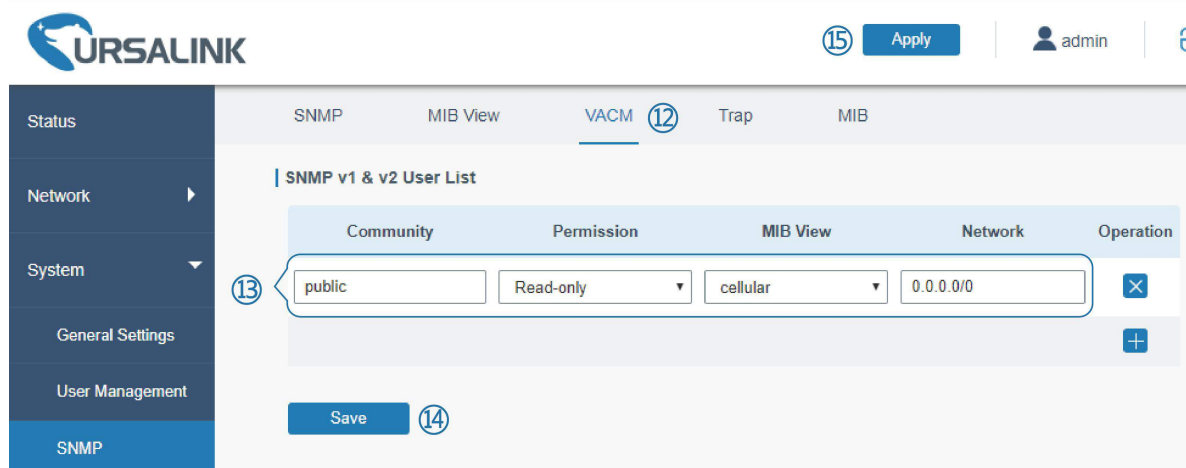 URSALINK
⑮ Apply admin
Status
Network
System
General Settings
User Management
SNMP
SNMP MIB View VACM ⑫ Trap MIB
SNMP v1 & v2 User List
Community Permission MIB View Network Operation
⑬ public Read-only cellular 0.0.0.0/0
Save ⑭